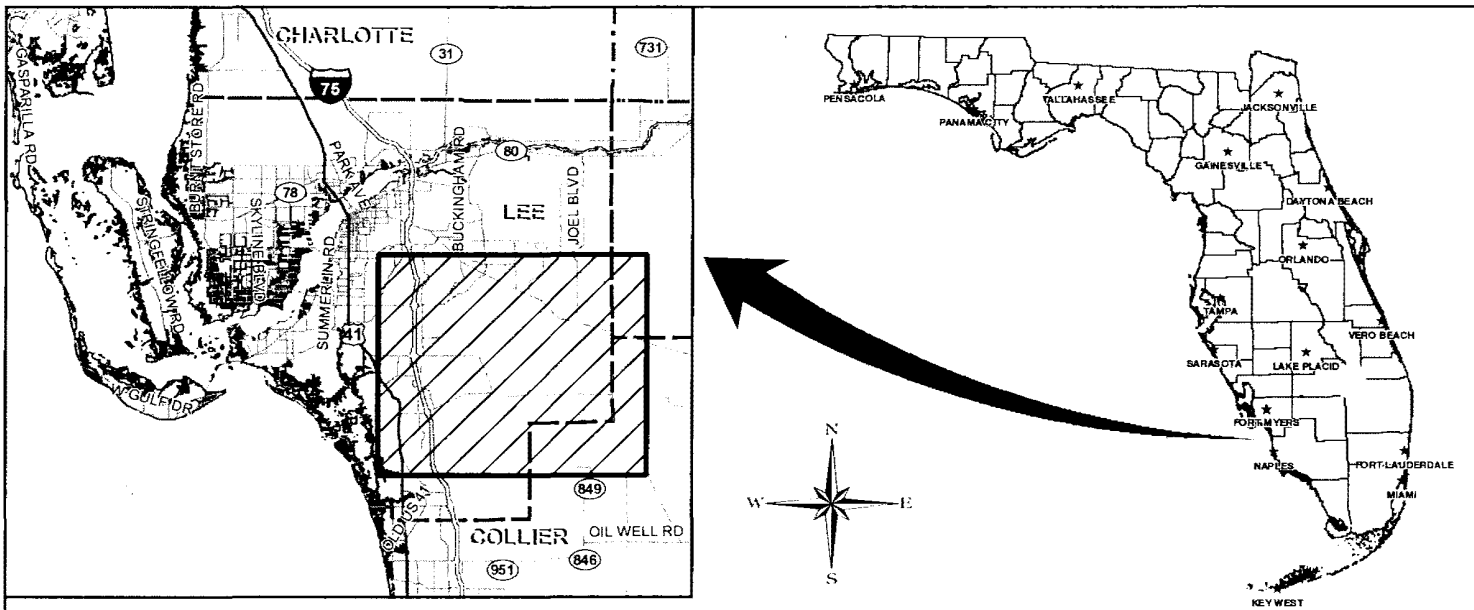 CHARLOTTE
31
731
75
GASPARILLA RD
BURNT STORE RD
PARK AVE
BUCKINGHAM RD
80
78
STRINGFELLOW RD
SKYLINE BLVD
LEE
JOEL BLVD
SUMMERLIN RD
41
W GULF DR
OLD US 41
849
COLLIER
OIL WELL RD
846
951
PENSACOLA
TALLAHASSEE
JACKSONVILLE
PANAMA CITY
GAINESVILLE
DAYTONA BEACH
ORLANDO
TAMPA
VERO BEACH
SARASOTA
LAKE PLACID
FORT MYERS
NAPLES
FORT LAUDERDALE
MIAMI
KEY WEST
N
W
E
S